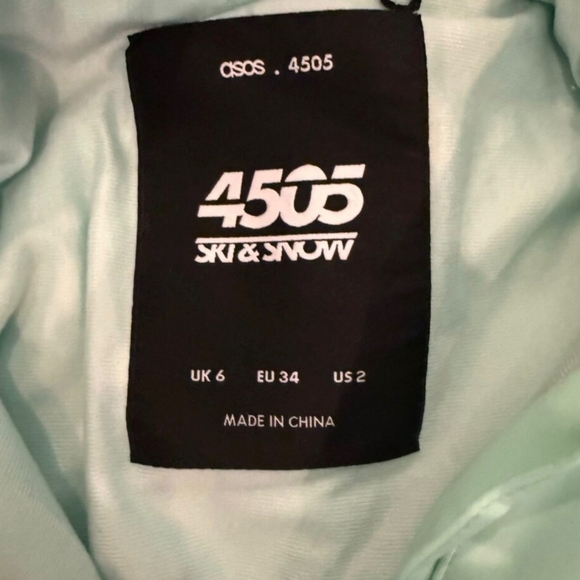 asos . 4505
4505
SKI & SNOW
UK 6 EU 34 US 2
MADE IN CHINA